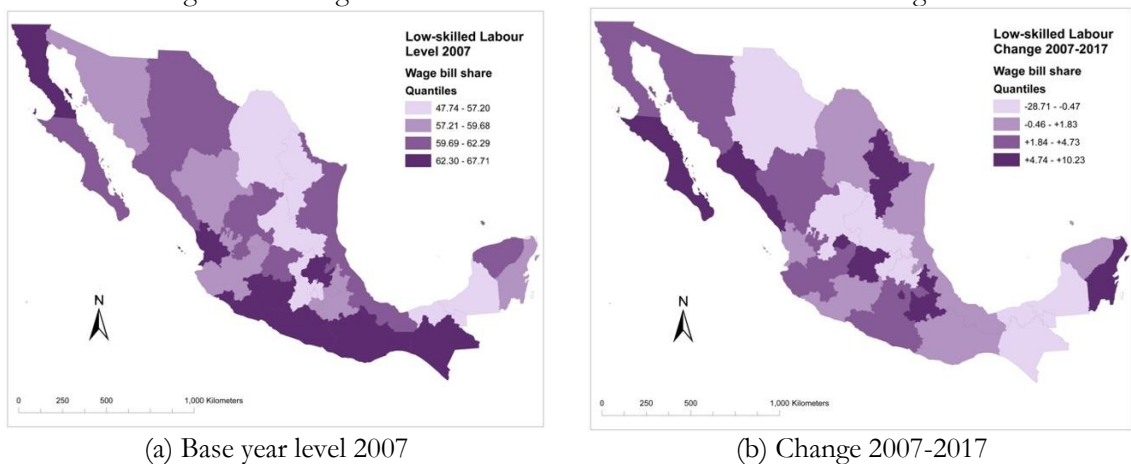 Low-skilled Labour
Level 2007
Wage bill share
Quantiles
47.74 - 57.20
57.21 - 59.68
59.69 - 62.29
62.30 - 67.71
N
0 250 500 1,000 Kilometers
(a) Base year level 2007
Low-skilled Labour
Change 2007-2017
Wage bill share
Quantiles
-28.71 - -0.47
-0.46 - +1.83
+1.84 - +4.73
+4.74 - +10.23
N
0 250 500 1,000 Kilometers
(b) Change 2007-2017